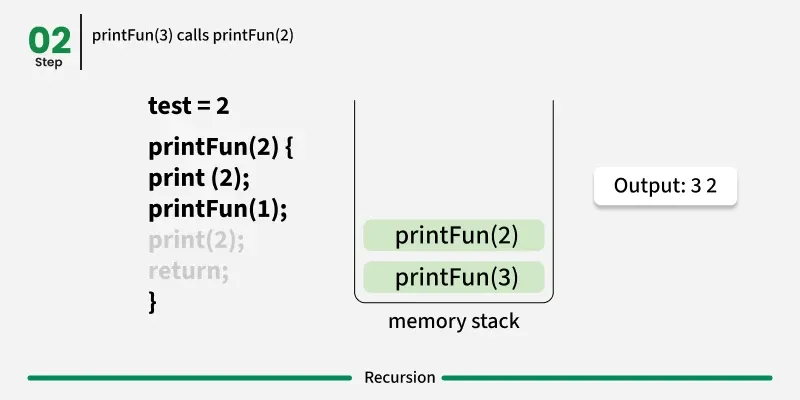 02
Step
printFun(3) calls printFun(2)
test = 2
printFun(2) {
print (2);
printFun(1);
print(2);
return;
}
printFun(2)
printFun(3)
memory stack
Output: 3 2
Recursion